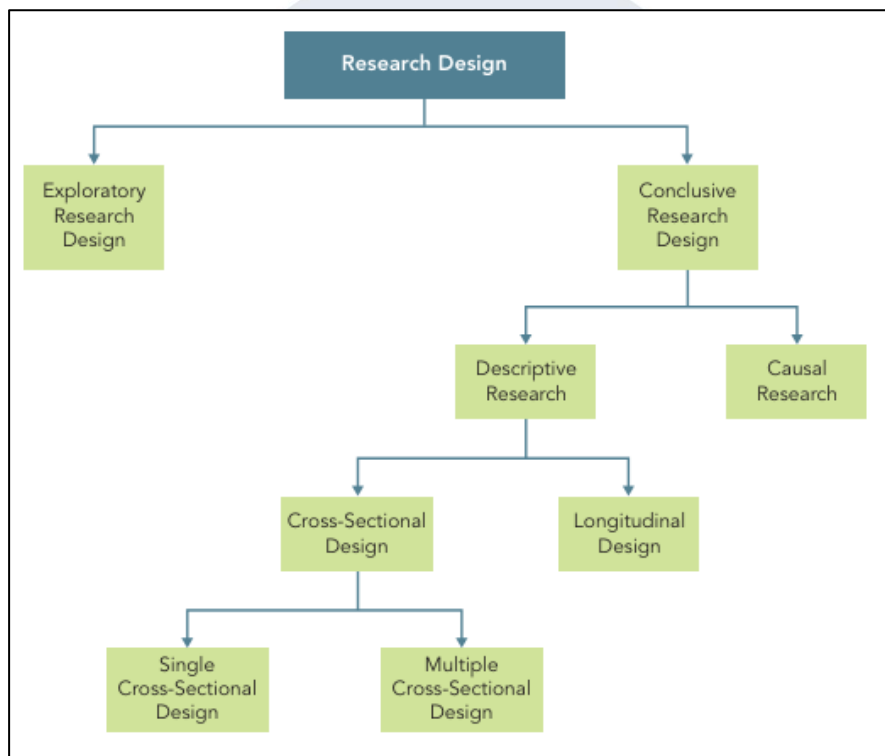 Research Design
Exploratory
Research
Design
Conclusive
Research
Design
Descriptive
Research
Causal
Research
Cross-Sectional
Design
Longitudinal
Design
Single
Cross-Sectional
Design
Multiple
Cross-Sectional
Design